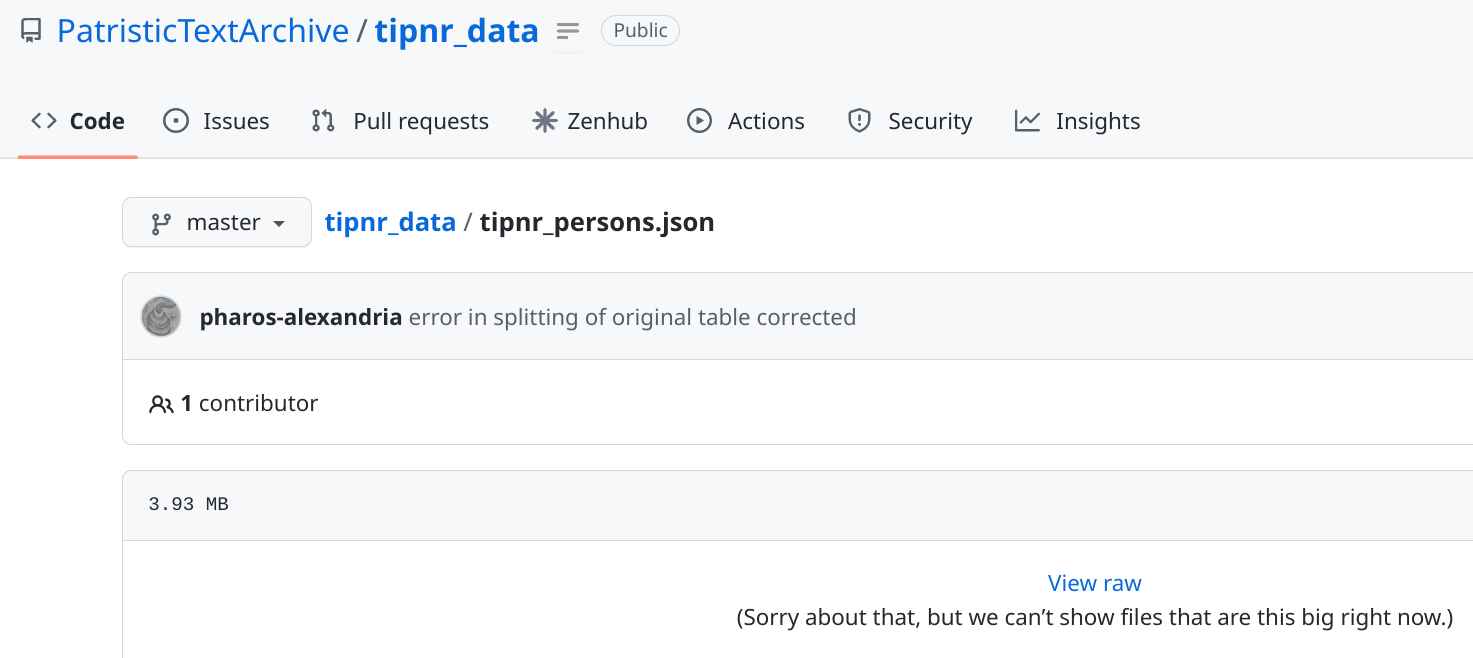 PatristicTextArchive / tipnr_data Public
Code Issues Pull requests Zenhub Actions Security Insights
master tipnr_data / tipnr_persons.json
pharos-alexandria error in splitting of original table corrected
1 contributor
3.93 MB
View raw
(Sorry about that, but we can’t show files that are this big right now.)